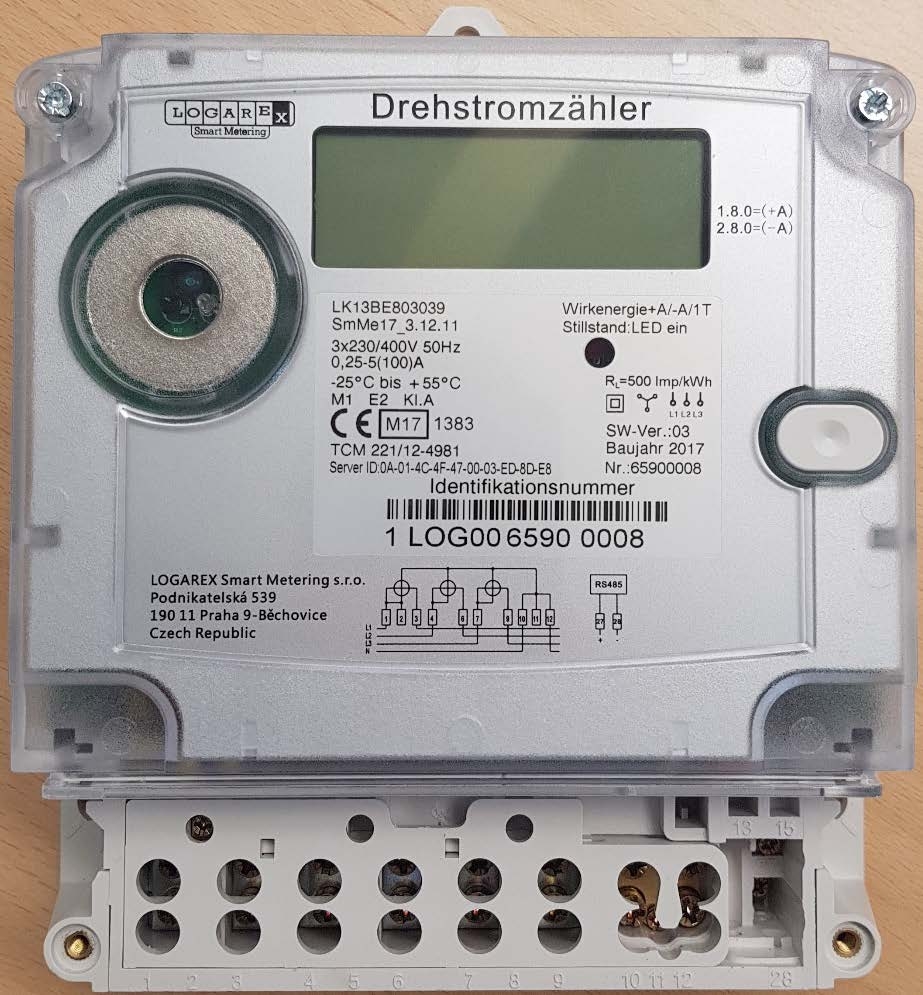 LOGAREX
Smart Metering
Drehstromzähler
1.8.0=(+A)
2.8.0=(-A)
LK13BE803039
SmMe17_3.12.11
3x230/400V 50Hz
0,25-5(100)A
-25°C bis +55°C
M1 E2 Kl.A
CE M17 1383
TCM 221/12-4981
Server ID:0A-01-4C-4F-47-00-03-ED-8D-E8
Wirkenergie+A/-A/1T
Stillstand:LED ein
RL=500 Imp/kWh
L1 L2 L3
SW-Ver.:03
Baujahr 2017
Nr.:65900008
Identifikationsnummer
1 LOG00 6590 0008
LOGAREX Smart Metering s.r.o.
Podnikatelská 539
190 11 Praha 9-Běchovice
Czech Republic
1 2 3 4 6 7 9 10 11 12
L1
L2
L3
N
RS485
27 28
+ -
13 15
1 2 3 4 5 6 7 8 9 10 11 12 28